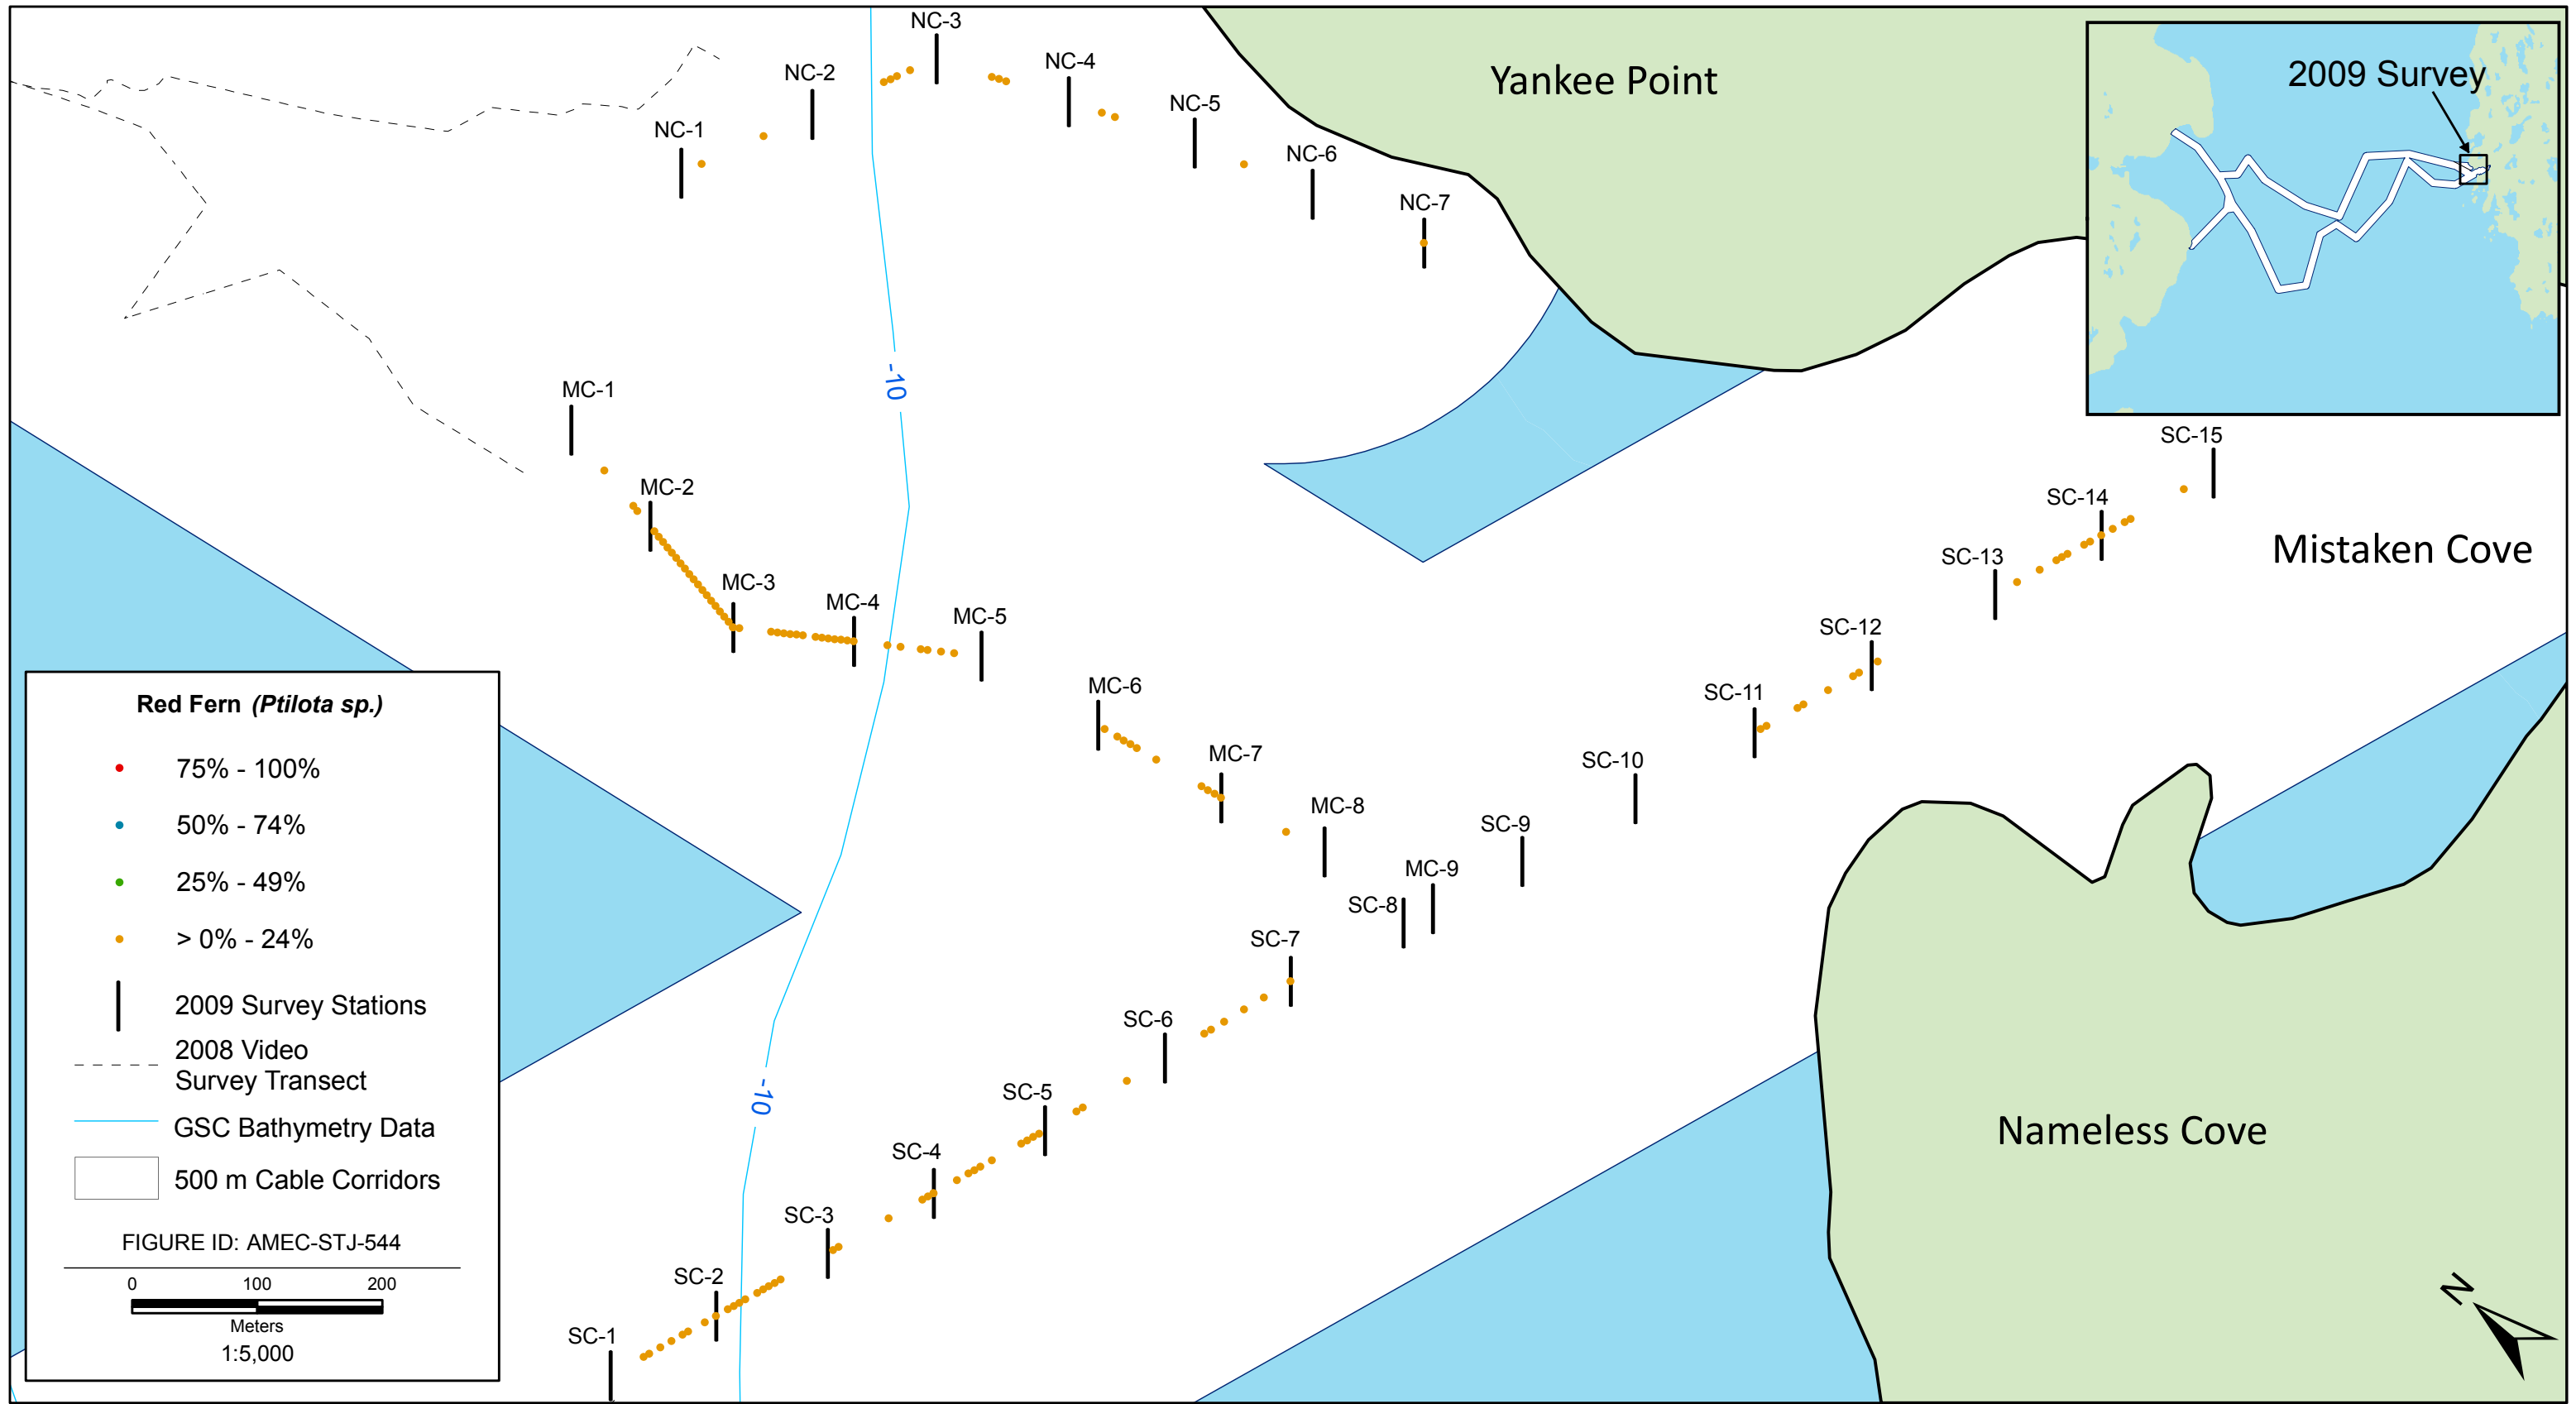 NC-3
NC-2
NC-4
NC-1
NC-5
NC-6
NC-7
Yankee Point
2009 Survey
MC-1
-10
MC-2
MC-3
MC-4
MC-5
MC-6
MC-7
MC-8
MC-9
SC-15
SC-14
Mistaken Cove
SC-13
SC-12
SC-11
SC-10
SC-9
SC-8
SC-7
SC-6
SC-5
SC-4
SC-3
SC-2
SC-1
-10
Nameless Cove
N
Red Fern (Ptilota sp.)
75% - 100%
50% - 74%
25% - 49%
> 0% - 24%
2009 Survey Stations
2008 Video
Survey Transect
GSC Bathymetry Data
500 m Cable Corridors
FIGURE ID: AMEC-STJ-544
0 100 200
Meters
1:5,000